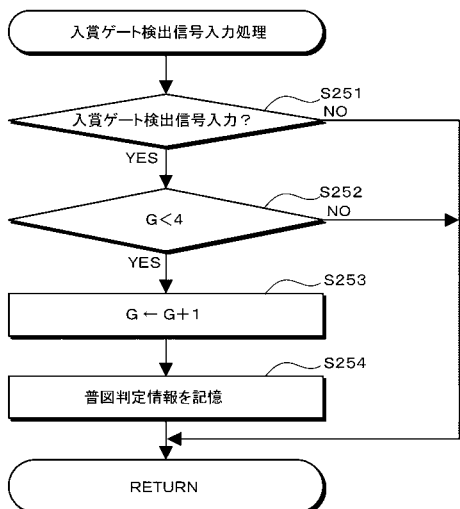 入賞ゲート検出信号入力処理
S251
入賞ゲート検出信号入力？
NO
YES
S252
G＜4
NO
YES
S253
G ← G＋1
S254
普図判定情報を記憶
RETURN